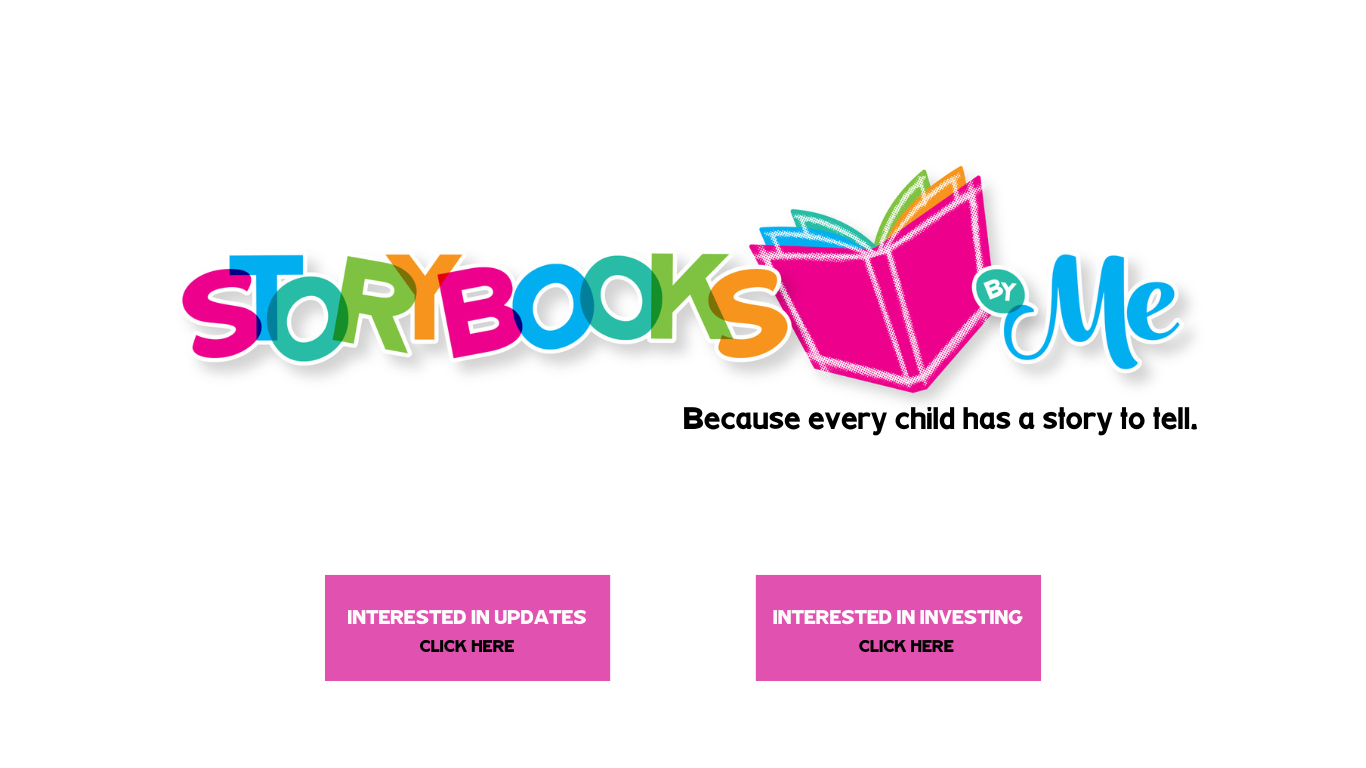 STORYBOOKS BY Me
Because every child has a story to tell.
INTERESTED IN UPDATES
CLICK HERE
INTERESTED IN INVESTING
CLICK HERE